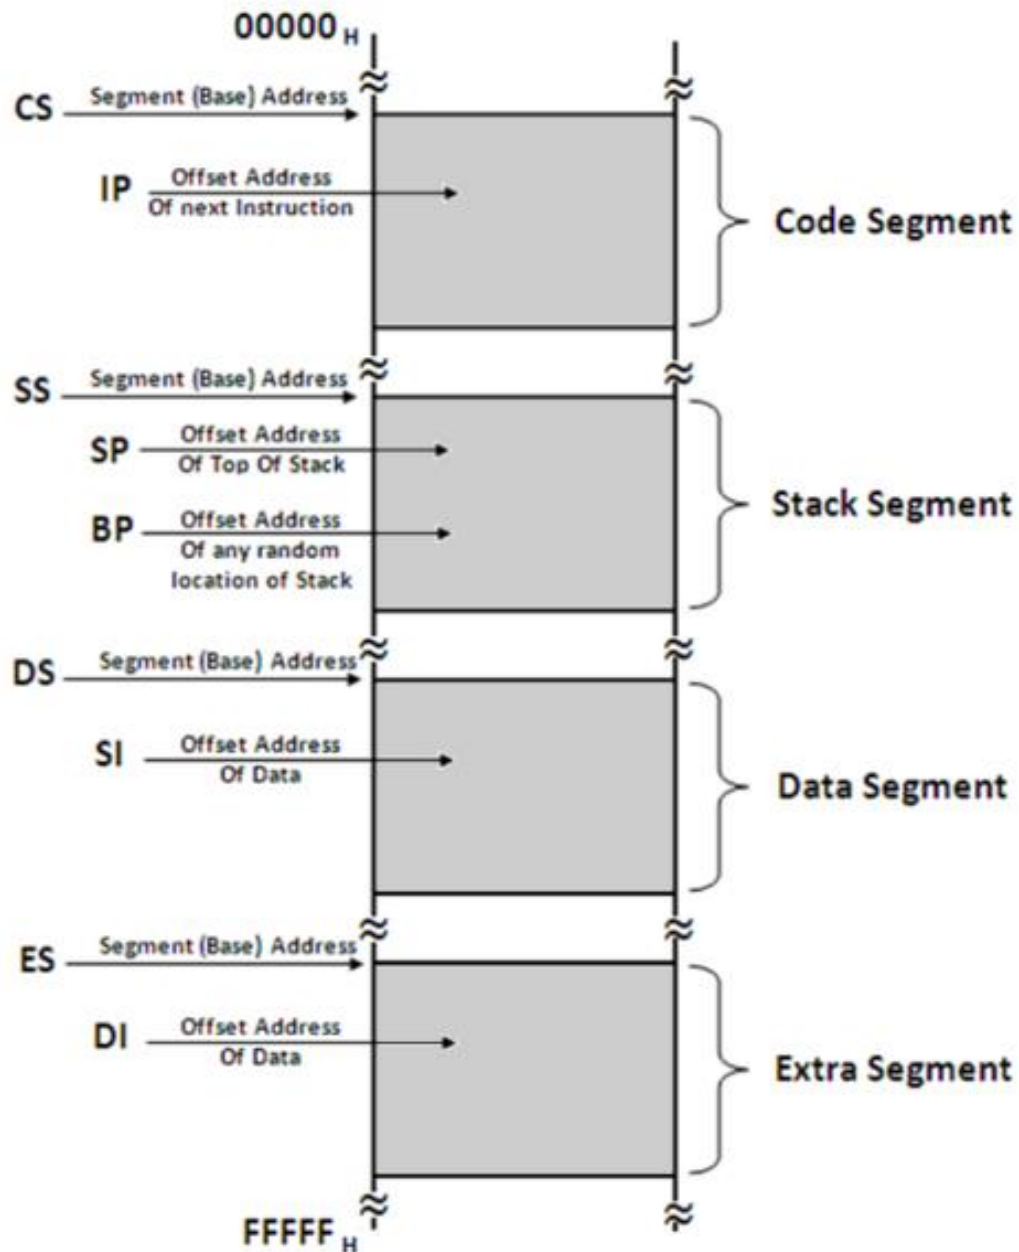 00000 H
CS
Segment (Base) Address
IP
Offset Address
Of next Instruction
Code Segment
SS
Segment (Base) Address
SP
Offset Address
Of Top Of Stack
BP
Offset Address
Of any random
location of Stack
Stack Segment
DS
Segment (Base) Address
SI
Offset Address
Of Data
Data Segment
ES
Segment (Base) Address
DI
Offset Address
Of Data
Extra Segment
FFFFF H